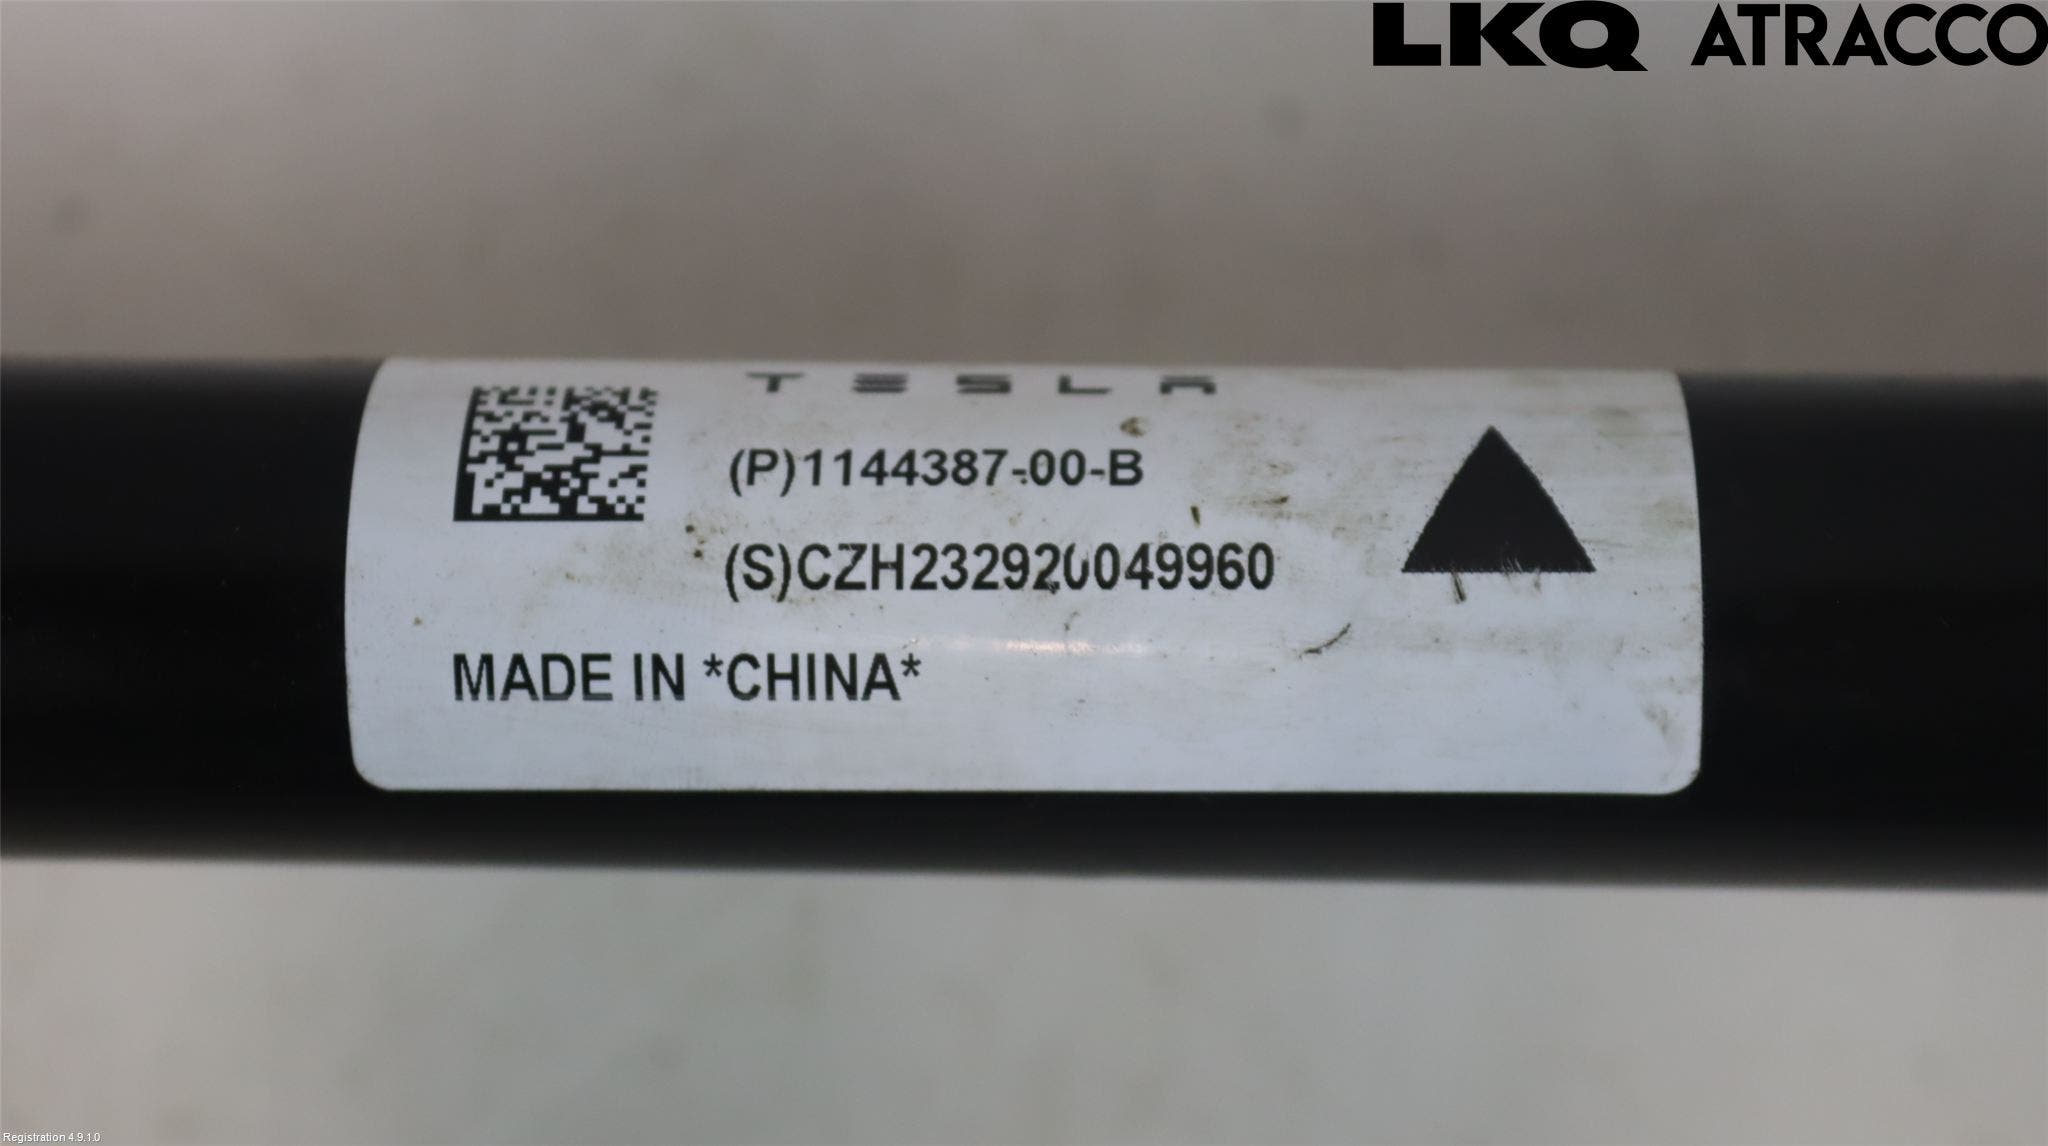 LKQ ATRACCO
TESLA
(P)1144387-00-B
(S)CZH232920049960
MADE IN *CHINA*
Registration 4.9.1.0